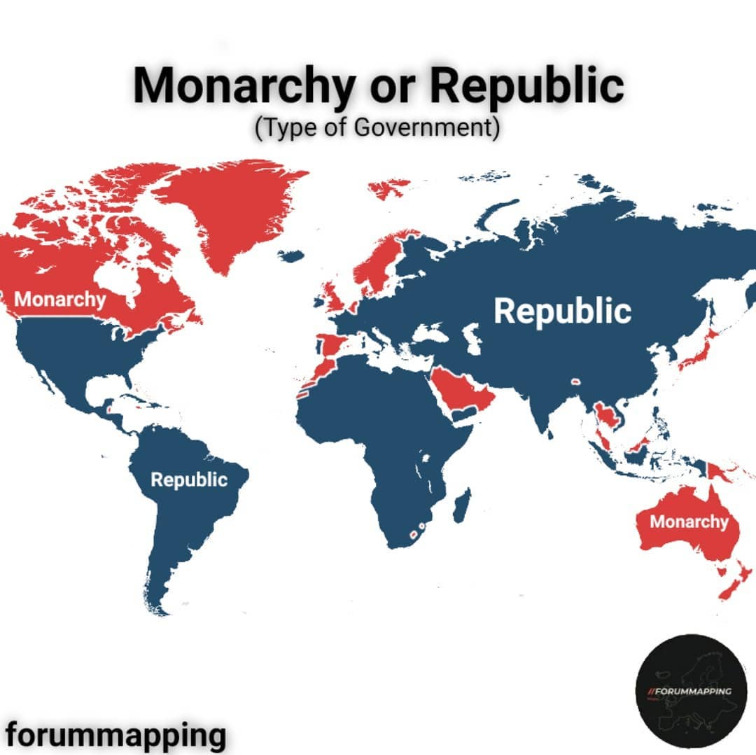 Monarchy or Republic
(Type of Government)
Monarchy
Republic
Republic
Monarchy
//FORUMMAPPING
forummapping